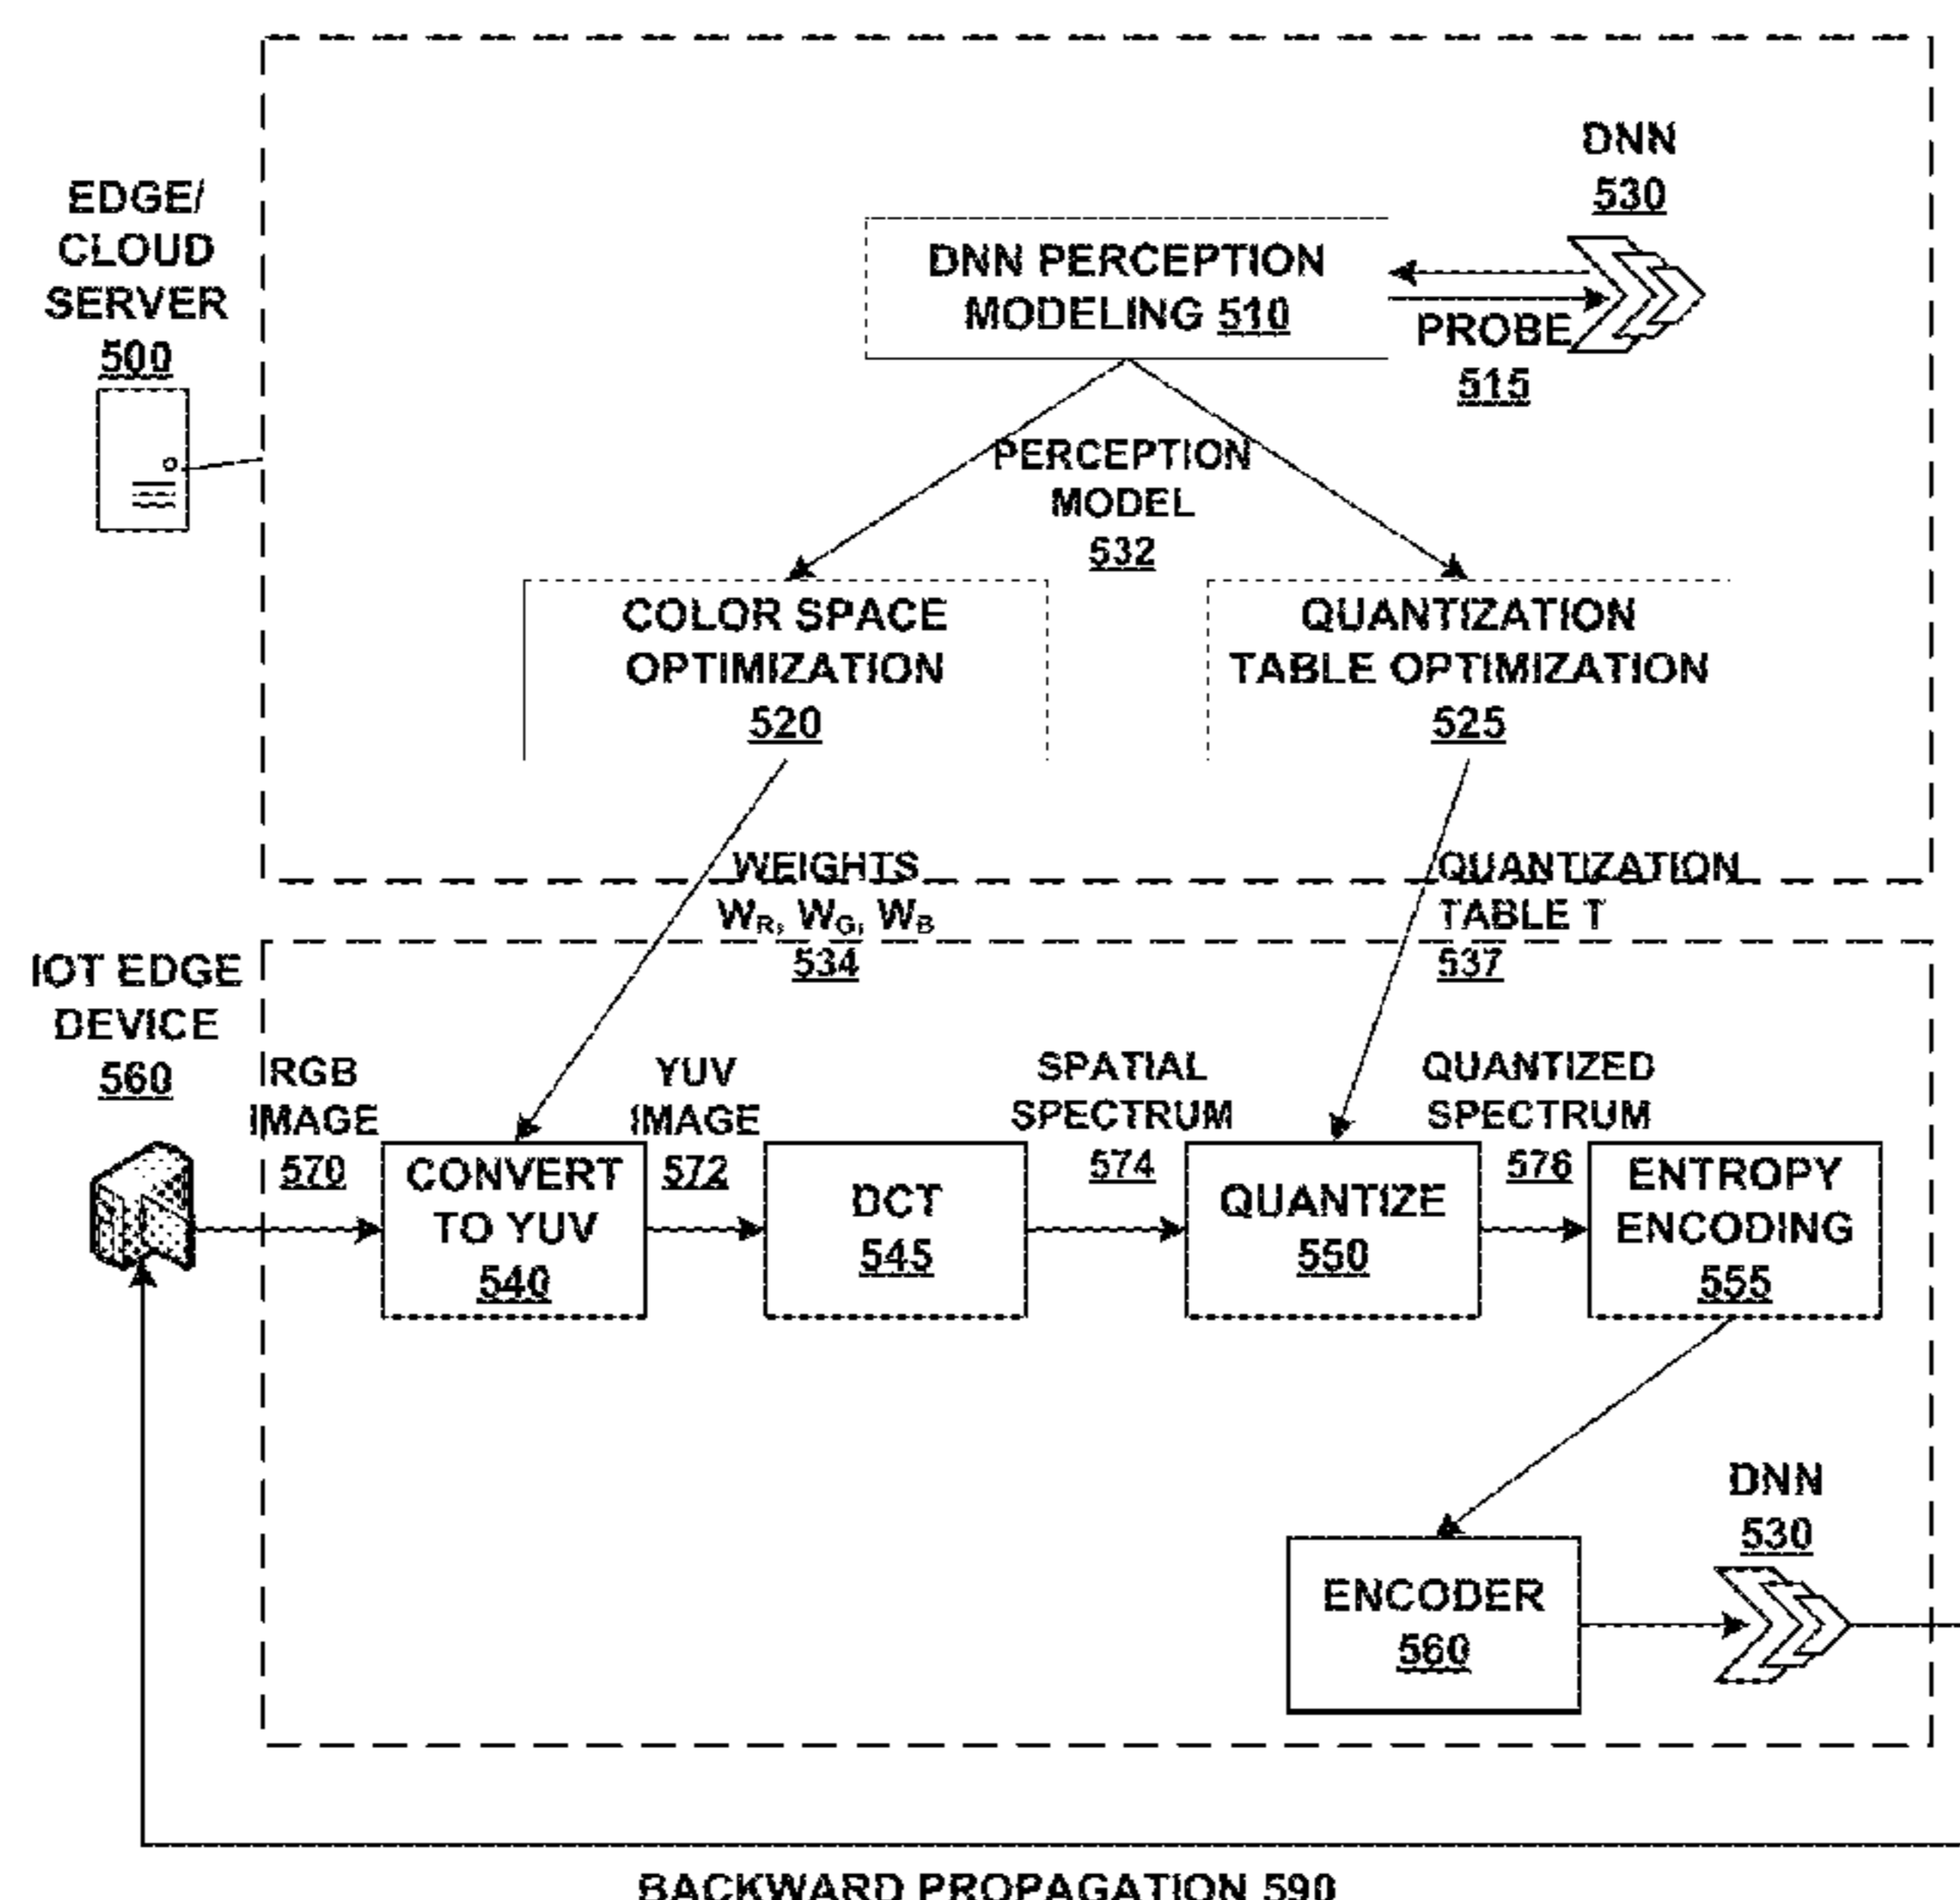 EDGE/
CLOUD
SERVER
500
DNN
530
DNN PERCEPTION
MODELING 510
PROBE
515
PERCEPTION
MODEL
532
COLOR SPACE
OPTIMIZATION
520
QUANTIZATION
TABLE OPTIMIZATION
525
WEIGHTS
WR, WG, WB
534
QUANTIZATION
TABLE T
537
IOT EDGE
DEVICE
560
RGB
IMAGE
570
CONVERT
TO YUV
540
YUV
IMAGE
572
DCT
545
SPATIAL
SPECTRUM
574
QUANTIZE
550
QUANTIZED
SPECTRUM
576
ENTROPY
ENCODING
555
ENCODER
560
DNN
530
BACKWARD PROPAGATION 590